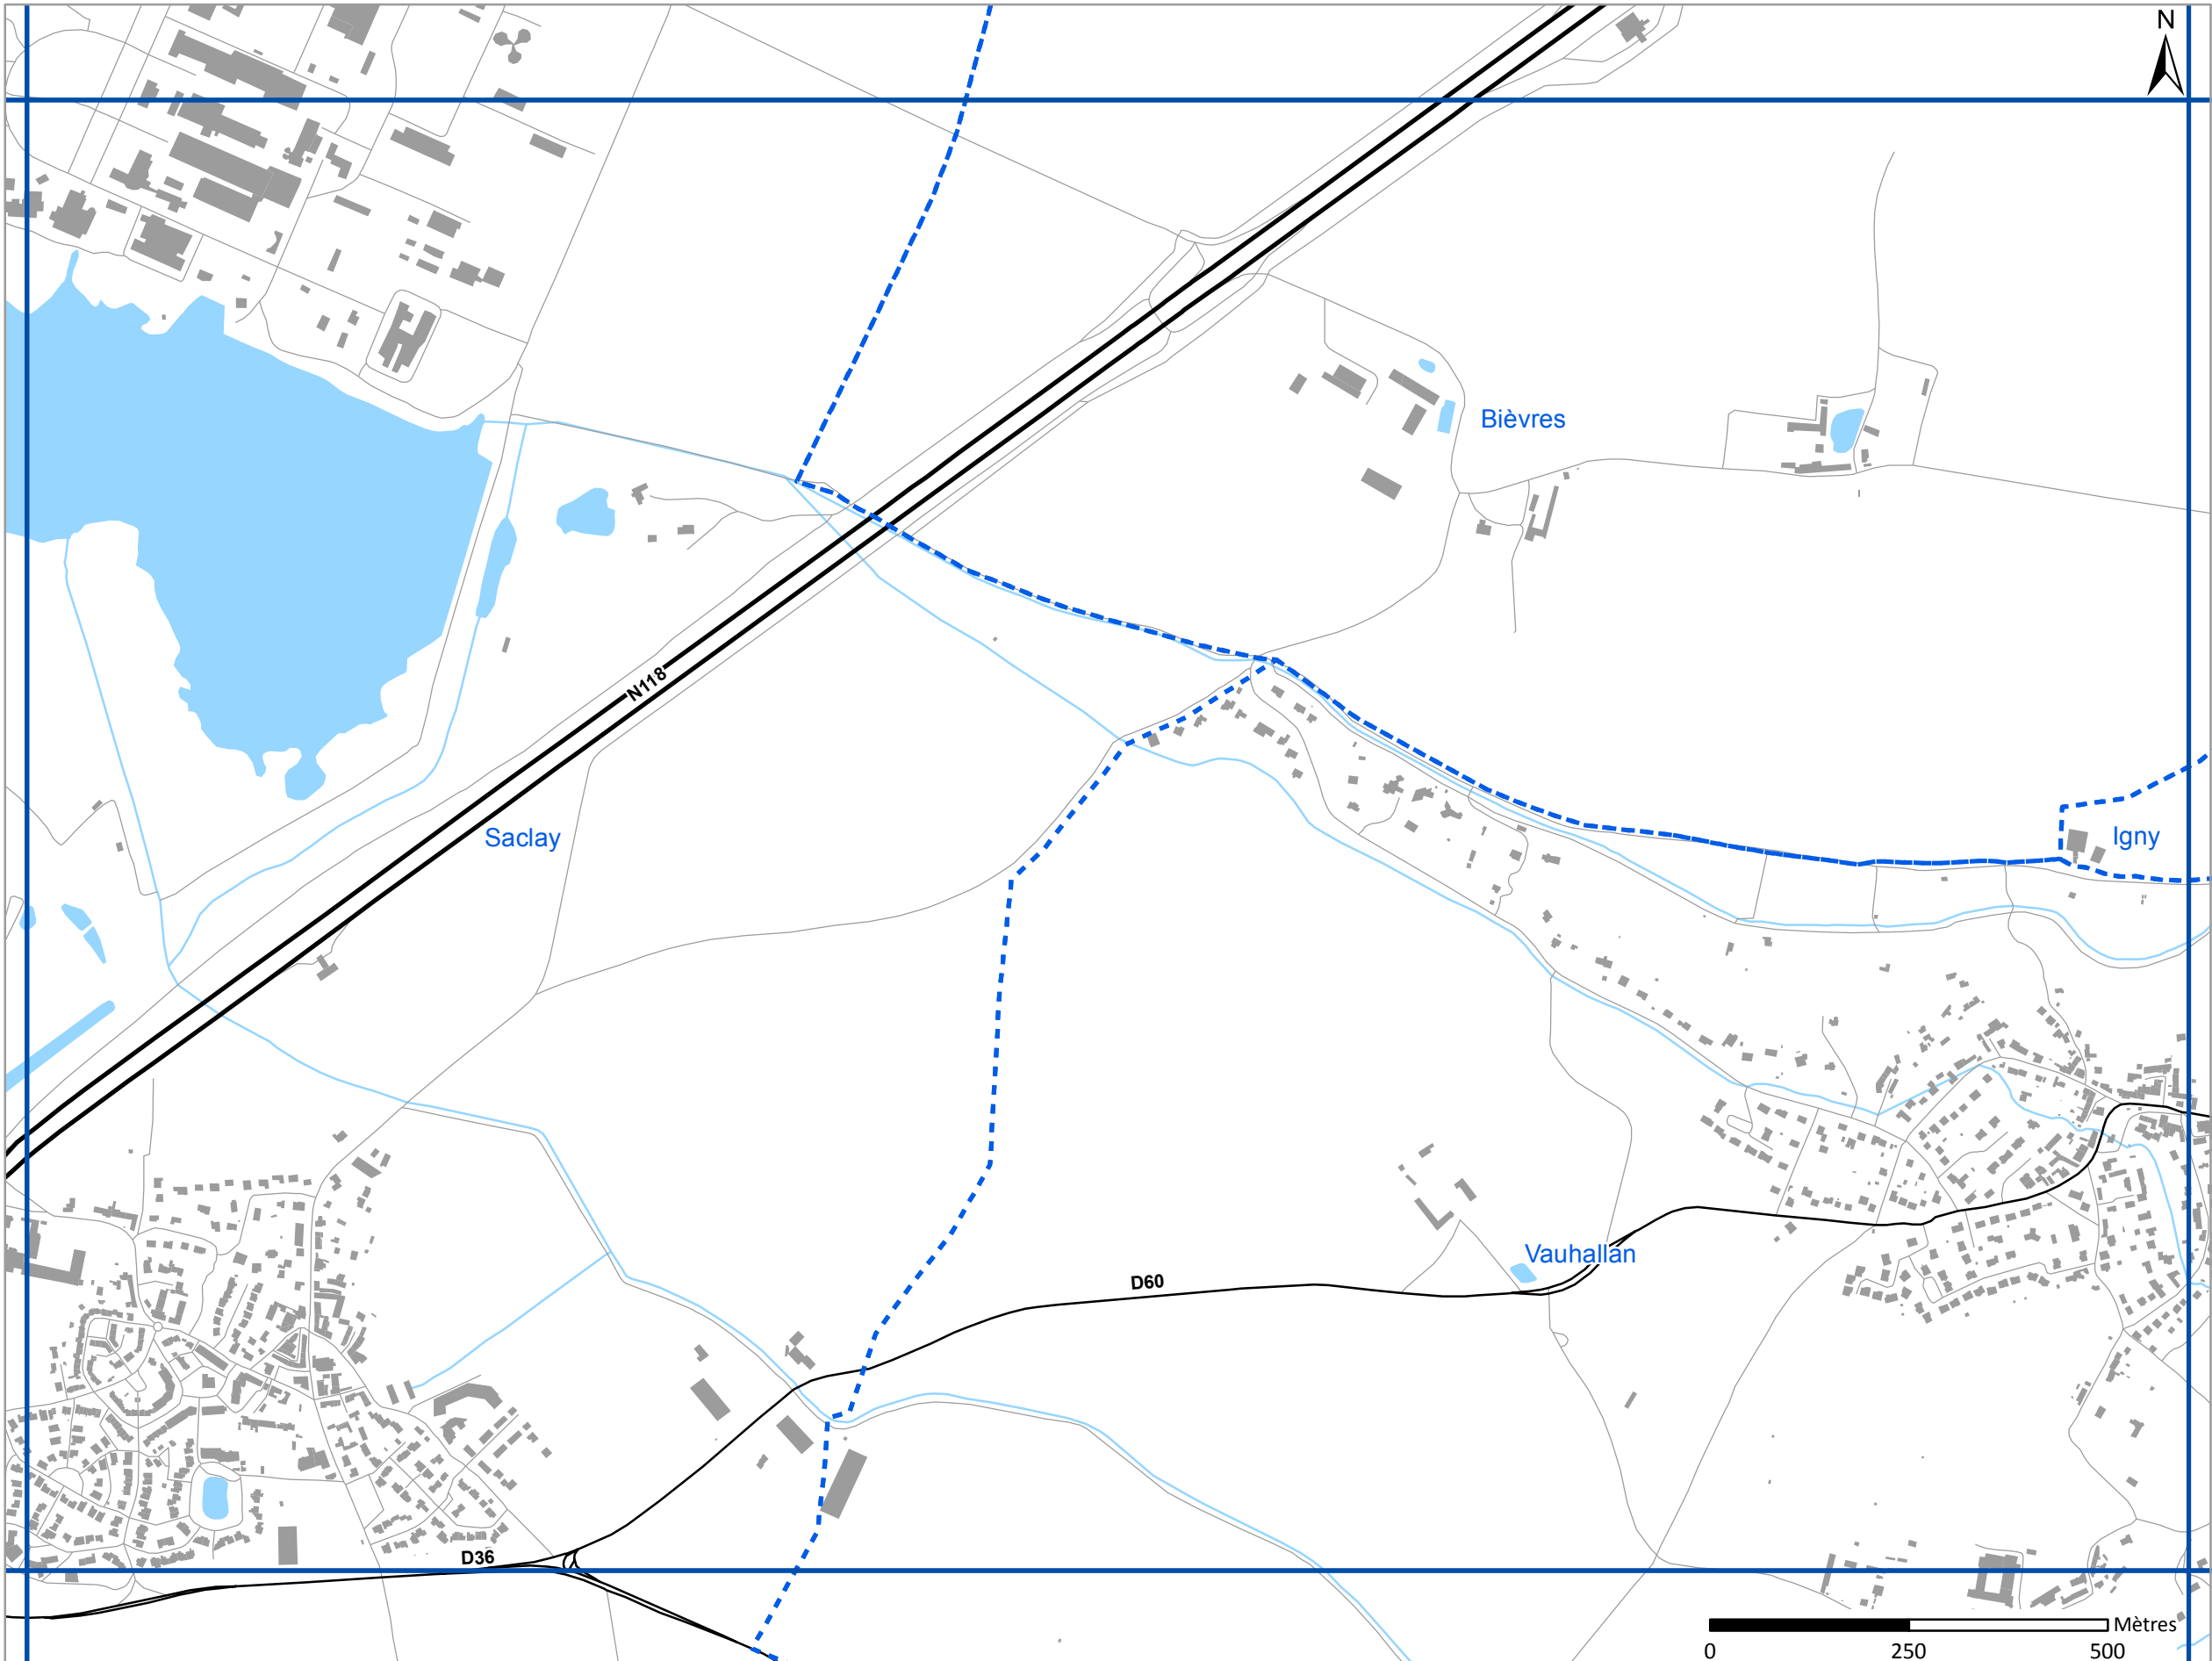 N
Bièvres
N118
Saclay
Igny
Vauhallan
D60
D36
Mètres
0 250 500